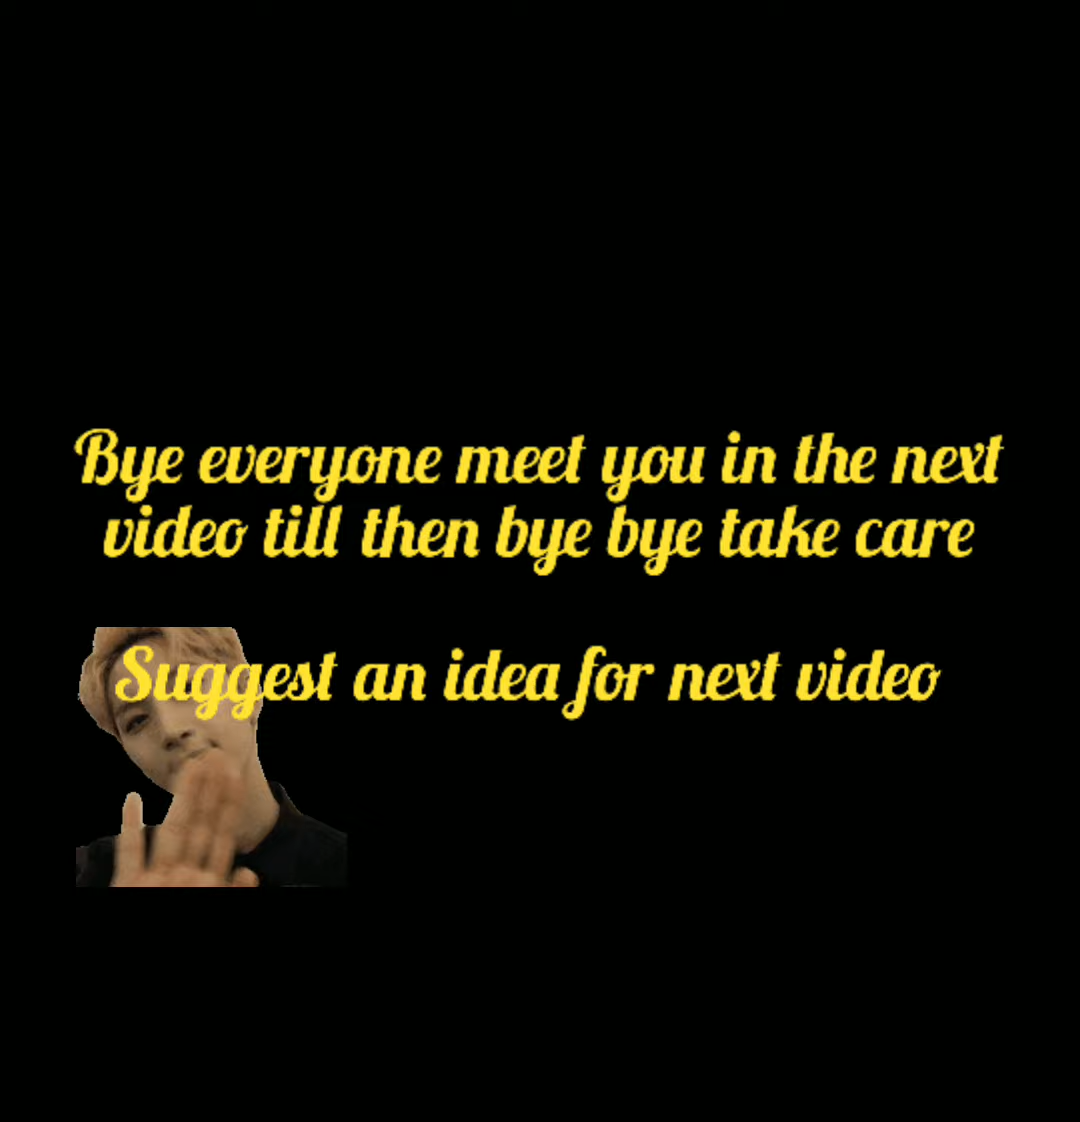 Bye everyone meet you in the next
video till then bye bye take care
Suggest an idea for next video